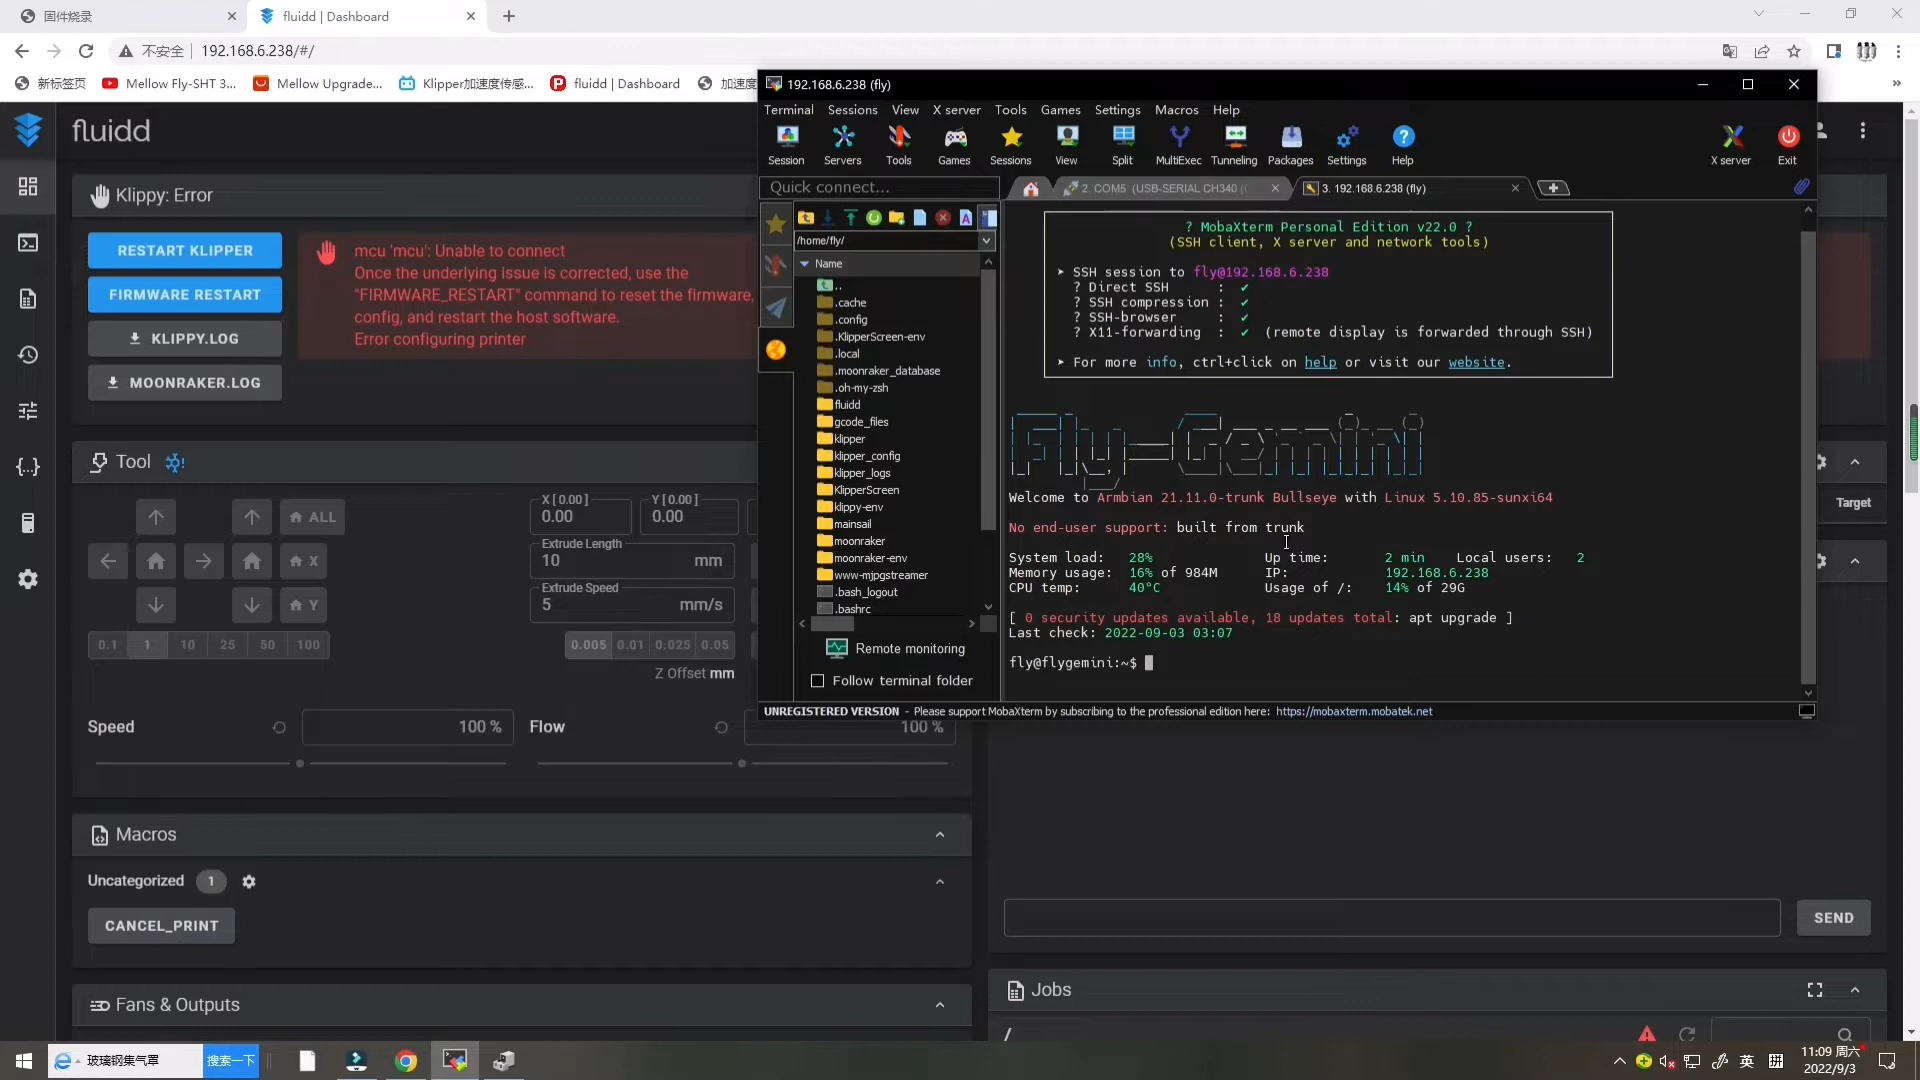 固件烧录
fluidd | Dashboard
不安全
192.168.6.238/#/
新标签页
Mellow Fly-SHT 3...
Mellow Upgrade...
Klipper加速度传感...
fluidd | Dashboard
加速度
fluidd
Klippy: Error
RESTART KLIPPER
FIRMWARE RESTART
KLIPPY.LOG
MOONRAKER.LOG
mcu 'mcu': Unable to connect
Once the underlying issue is corrected, use the
"FIRMWARE_RESTART" command to reset the firmware,
config, and restart the host software.
Error configuring printer
Tool
ALL
X
Y
0.1
1
10
25
50
100
X [ 0.00 ]
0.00
Y [ 0.00 ]
0.00
Extrude Length
10
mm
Extrude Speed
5
mm/s
0.005
0.01
0.025
0.05
Z Offset mm
Speed
100 %
Flow
100 %
Macros
Uncategorized
1
CANCEL_PRINT
Fans & Outputs
192.168.6.238 (fly)
Terminal
Sessions
View
X server
Tools
Games
Settings
Macros
Help
Session
Servers
Tools
Games
Sessions
View
Split
MultiExec
Tunneling
Packages
Settings
Help
X server
Exit
Quick connect...
2. COM5 (USB-SERIAL CH340 (
3. 192.168.6.238 (fly)
/home/fly/
Name
..
.cache
.config
.KlipperScreen-env
.local
.moonraker_database
.oh-my-zsh
fluidd
gcode_files
klipper
klipper_config
klipper_logs
KlipperScreen
klippy-env
mainsail
moonraker
moonraker-env
www-mjpgstreamer
.bash_logout
.bashrc
Remote monitoring
Follow terminal folder
? MobaXterm Personal Edition v22.0 ?
(SSH client, X server and network tools)
SSH session to fly@192.168.6.238
? Direct SSH : ✔
? SSH compression : ✔
? SSH-browser : ✔
? X11-forwarding : ✔ (remote display is forwarded through SSH)
For more info, ctrl+click on help or visit our website.
Fly-Gemini
Welcome to Armbian 21.11.0-trunk Bullseye with Linux 5.10.85-sunxi64
No end-user support: built from trunk
System load: 28% Up time: 2 min Local users: 2
Memory usage: 16% of 984M IP: 192.168.6.238
CPU temp: 40°C Usage of /: 14% of 29G
[ 0 security updates available, 18 updates total: apt upgrade ]
Last check: 2022-09-03 03:07
fly@flygemini:~$
UNREGISTERED VERSION - Please support MobaXterm by subscribing to the professional edition here: https://mobaxterm.mobatek.net
Target
SEND
Jobs
/
玻璃钢集气罩
搜索一下
英
11:09 周六
2022/9/3